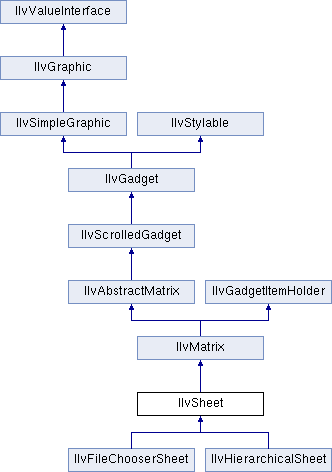 IlvValueInterface
IlvGraphic
IlvSimpleGraphic
IlvStylable
IlvGadget
IlvScrolledGadget
IlvAbstractMatrix
IlvGadgetItemHolder
IlvMatrix
IlvSheet
IlvFileChooserSheet
IlvHierarchicalSheet